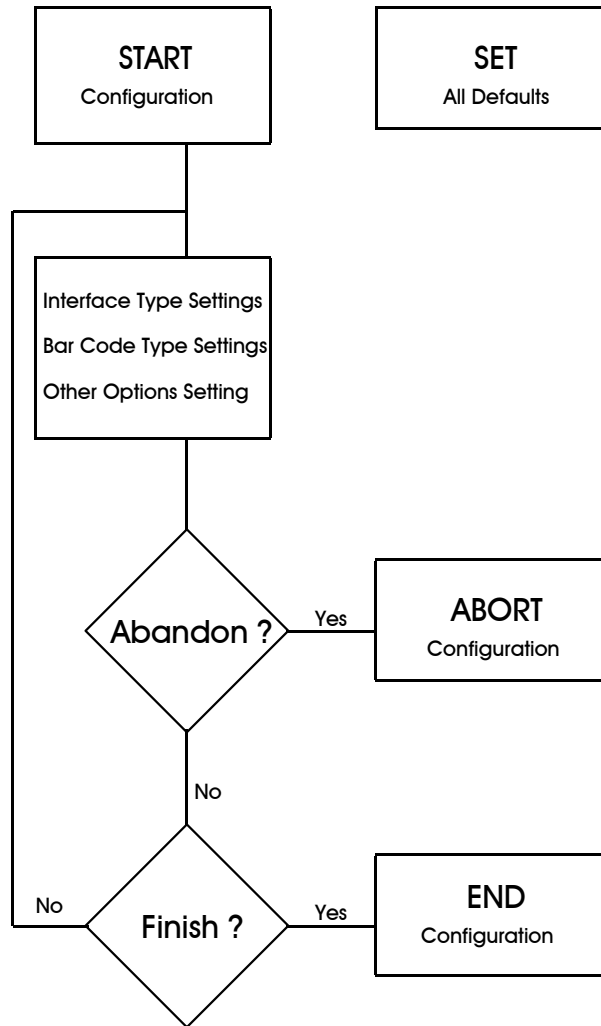 START
Configuration
SET
All Defaults
Interface Type Settings
Bar Code Type Settings
Other Options Setting
Abandon ?
Yes
ABORT
Configuration
No
No
Finish ?
Yes
END
Configuration